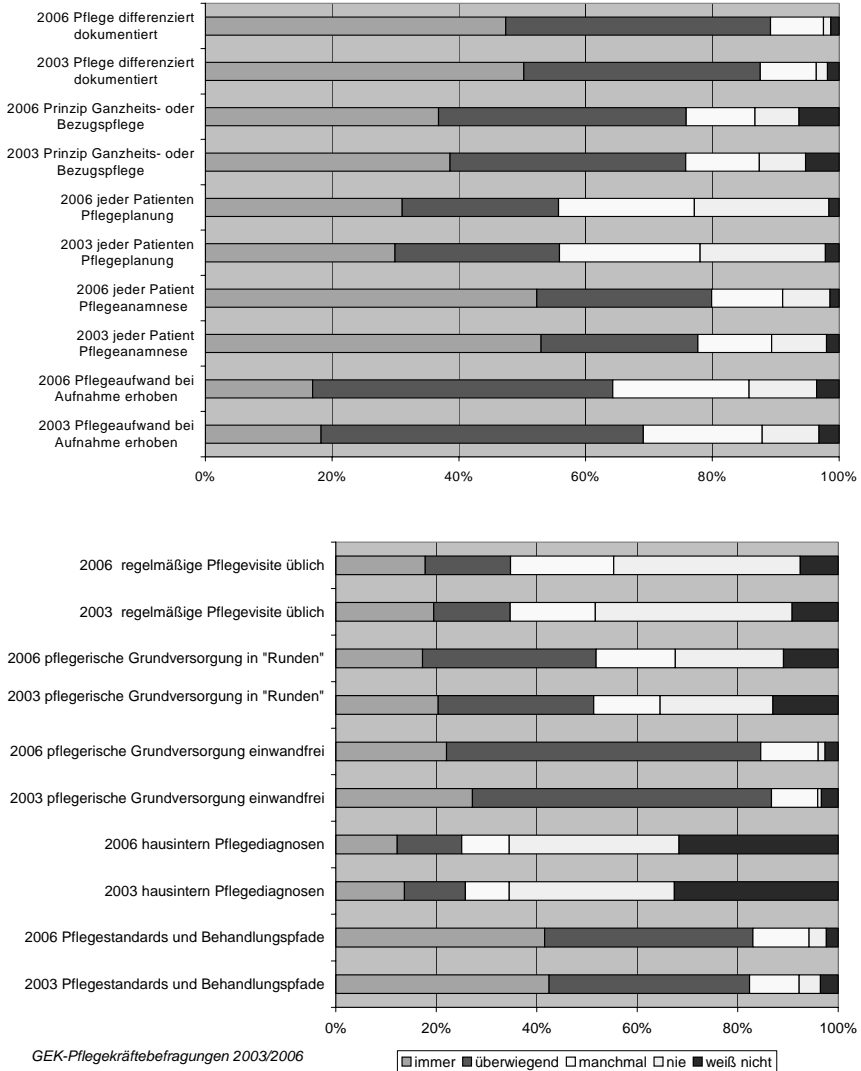 2006 Pflege differenziert
dokumentiert
2003 Pflege differenziert
dokumentiert
2006 Prinzip Ganzheits- oder
Bezugspflege
2003 Prinzip Ganzheits- oder
Bezugspflege
2006 jeder Patienten
Pflegeplanung
2003 jeder Patienten
Pflegeplanung
2006 jeder Patient
Pflegeanamnese
2003 jeder Patient
Pflegeanamnese
2006 Pflegeaufwand bei
Aufnahme erhoben
2003 Pflegeaufwand bei
Aufnahme erhoben
0% 20% 40% 60% 80% 100%
2006 regelmäßige Pflegevisite üblich
2003 regelmäßige Pflegevisite üblich
2006 pflegerische Grundversorgung in "Runden"
2003 pflegerische Grundversorgung in "Runden"
2006 pflegerische Grundversorgung einwandfrei
2003 pflegerische Grundversorgung einwandfrei
2006 hausintern Pflegediagnosen
2003 hausintern Pflegediagnosen
2006 Pflegestandards und Behandlungspfade
2003 Pflegestandards und Behandlungspfade
0% 20% 40% 60% 80% 100%
GEK-Pflegekräftebefragungen 2003/2006
immer überwiegend manchmal nie weiß nicht